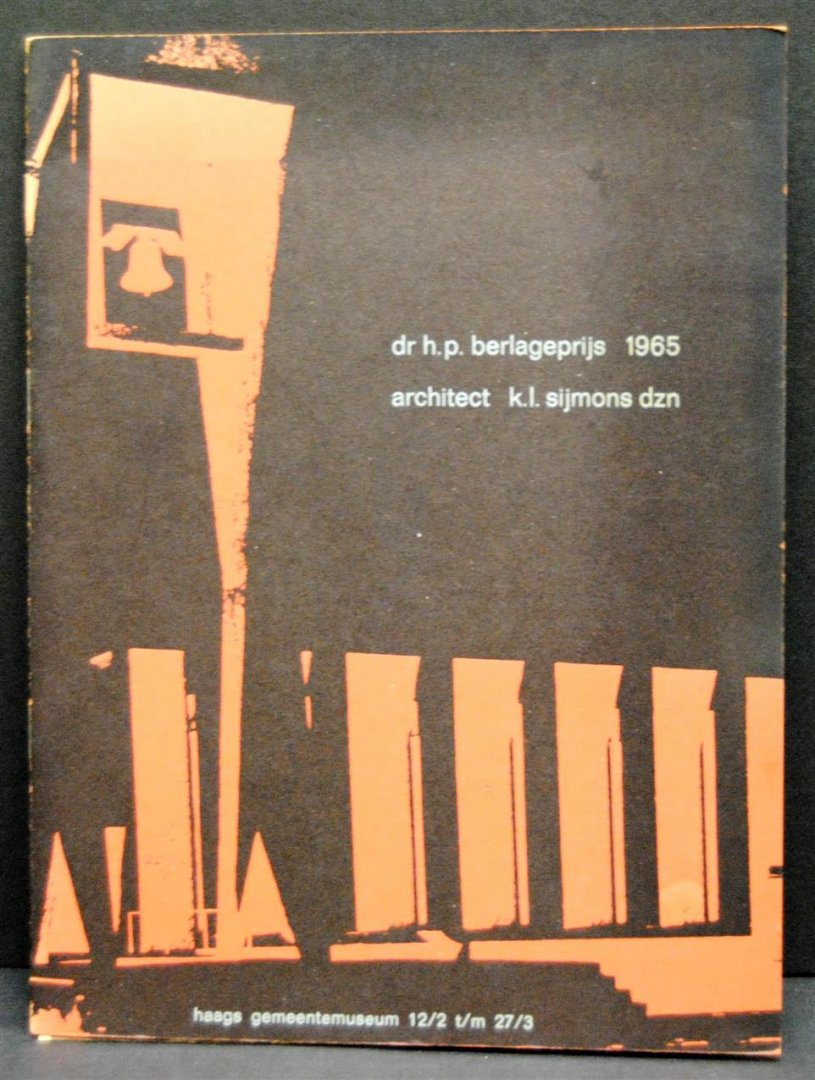 dr h.p. berlageprijs 1965
architect k.l. sijmons dzn
haags gemeentemuseum 12/2 t/m 27/3